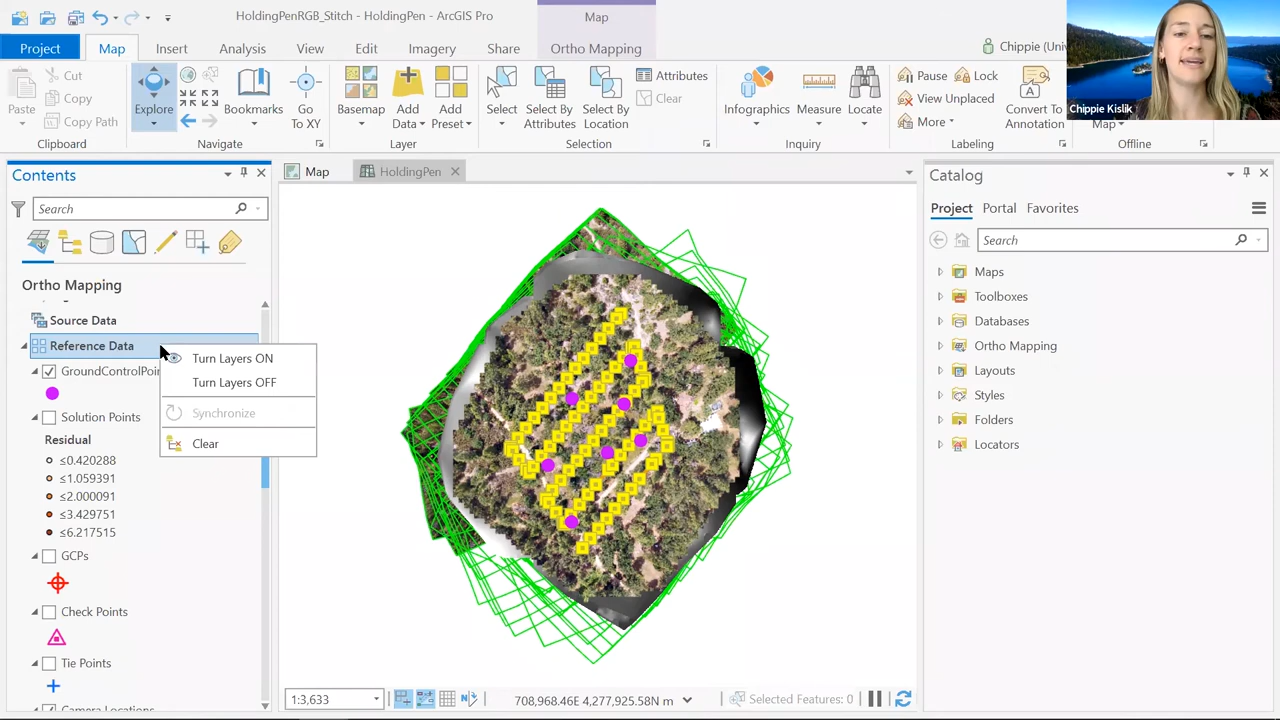 HoldingPenRGB_Stitch - HoldingPen - ArcGIS Pro
Map
Project
Map
Insert
Analysis
View
Edit
Imagery
Share
Ortho Mapping
Chippie (Uni
Chippie Kislik
Paste
Cut
Copy
Copy Path
Clipboard
Explore
Bookmarks
Go
To XY
Navigate
Basemap
Add
Data
Add
Preset
Layer
Select
Select By
Attributes
Select By
Location
Attributes
Clear
Selection
Infographics
Measure
Locate
Inquiry
Pause
Lock
View Unplaced
More
Convert To
Annotation
Labeling
Map
Offline
Contents
Search
Ortho Mapping
Source Data
Reference Data
GroundControlPoin
Solution Points
Residual
≤0.420288
≤1.059391
≤2.000091
≤3.429751
≤6.217515
GCPs
Check Points
Tie Points
Camera Locations
Turn Layers ON
Turn Layers OFF
Synchronize
Clear
Map
HoldingPen
1:3,633
708,968.46E 4,277,925.58N m
Selected Features: 0
Catalog
Project
Portal
Favorites
Search
Maps
Toolboxes
Databases
Ortho Mapping
Layouts
Styles
Folders
Locators